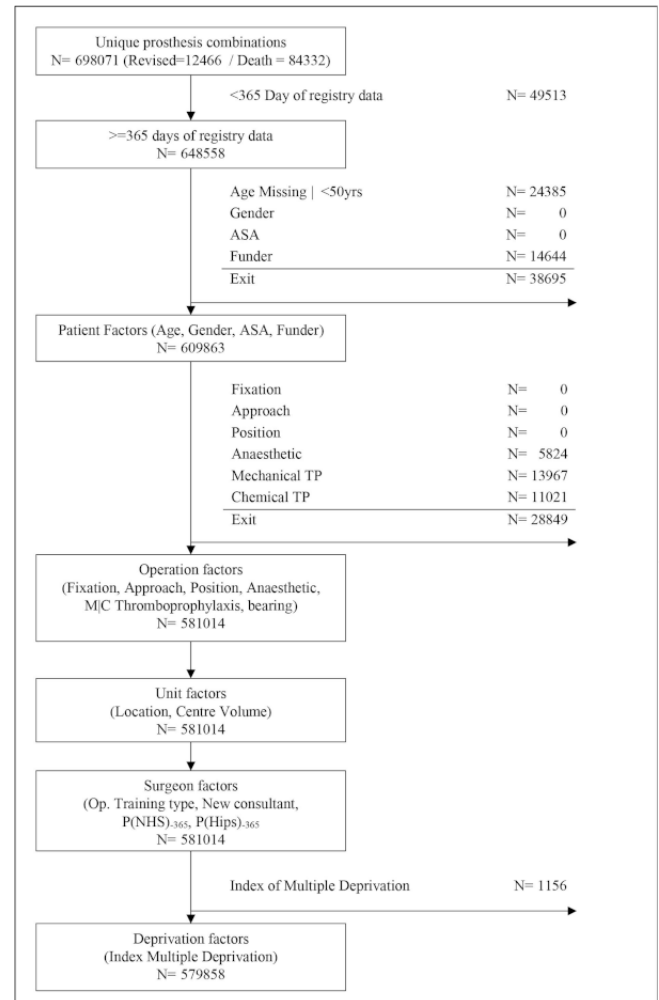 Unique prosthesis combinations
N= 698071 (Revised=12466 / Death = 84332)
<365 Day of registry data N= 49513
>=365 days of registry data
N= 648558
Age Missing | <50yrs N= 24385
Gender N= 0
ASA N= 0
Funder N= 14644
Exit N= 38695
Patient Factors (Age, Gender, ASA, Funder)
N= 609863
Fixation N= 0
Approach N= 0
Position N= 0
Anaesthetic N= 5824
Mechanical TP N= 13967
Chemical TP N= 11021
Exit N= 28849
Operation factors
(Fixation, Approach, Position, Anaesthetic,
M|C Thromboprophylaxis, bearing)
N= 581014
Unit factors
(Location, Centre Volume)
N= 581014
Surgeon factors
(Op. Training type, New consultant,
P(NHS)-365, P(Hips)-365
N= 581014
Index of Multiple Deprivation N= 1156
Deprivation factors
(Index Multiple Deprivation)
N= 579858